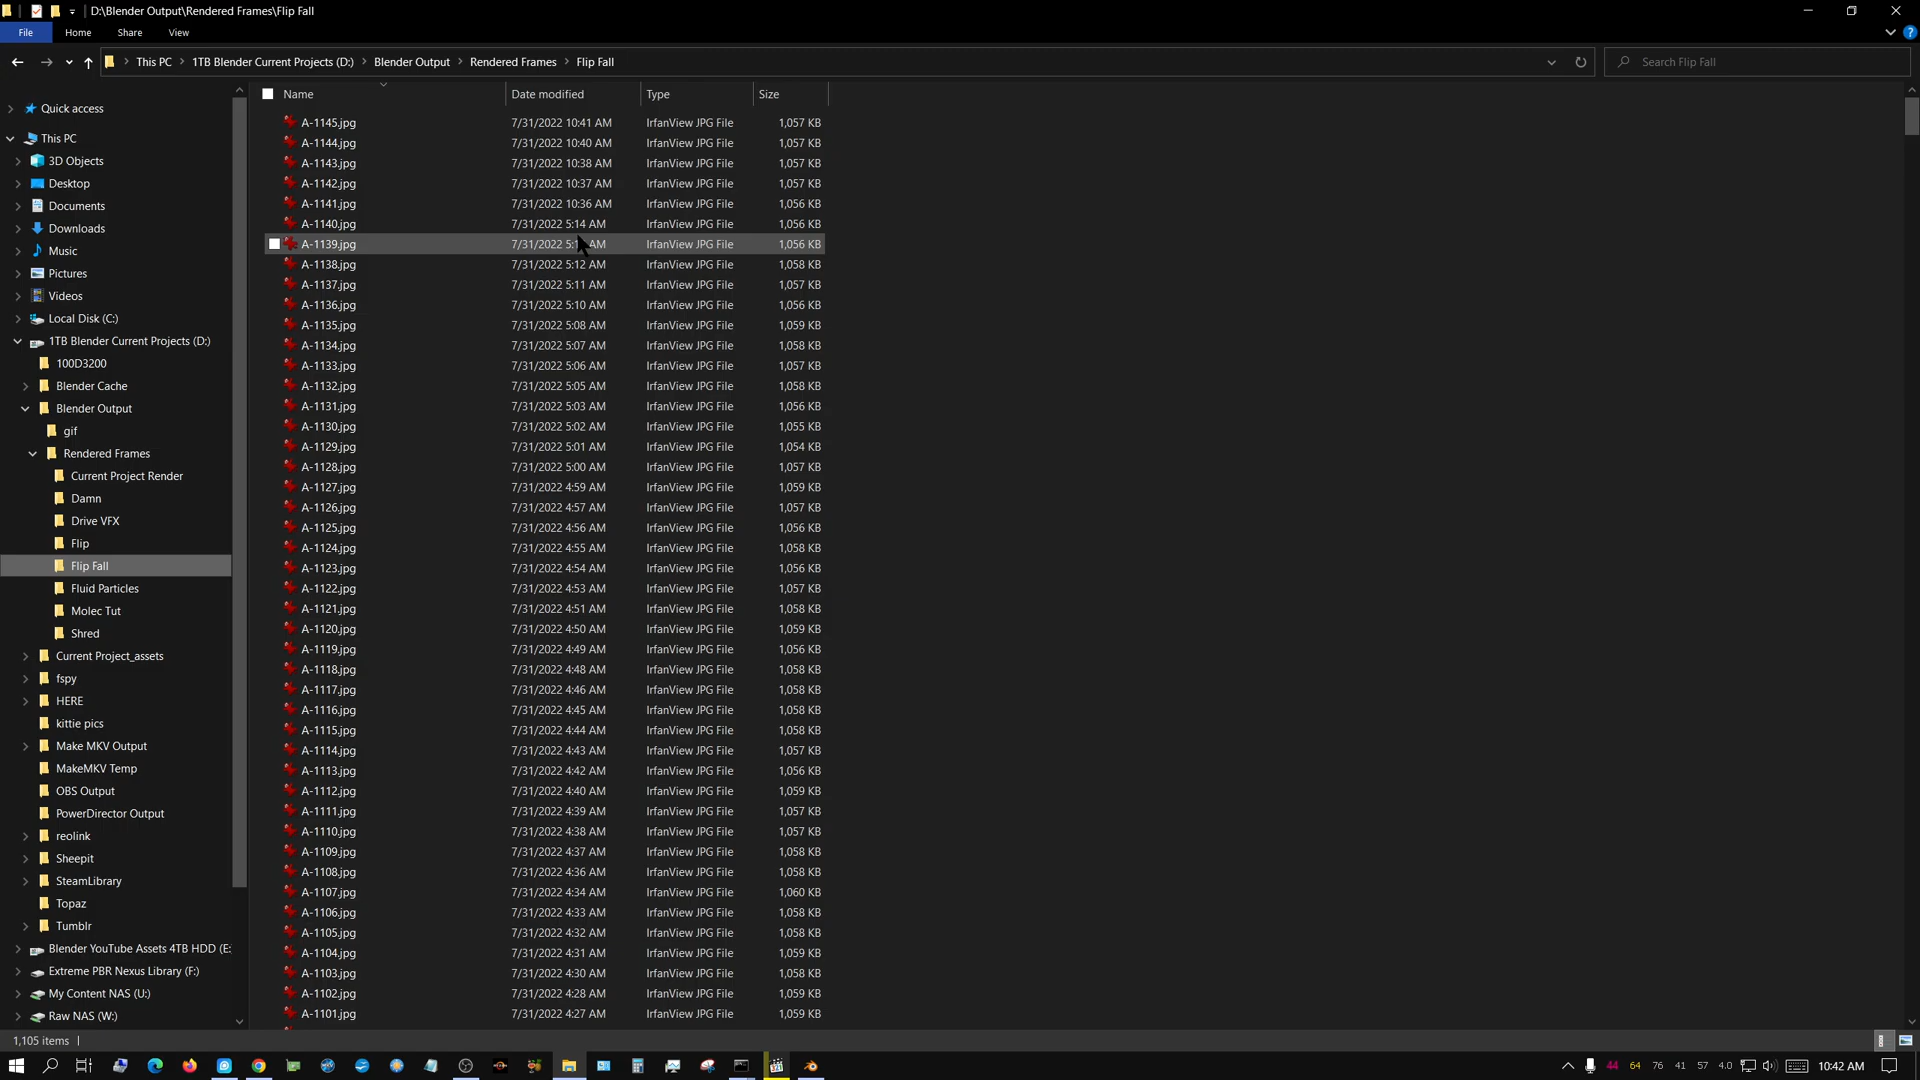 D:\Blender Output\Rendered Frames\Flip Fall
File Home Share View
This PC 1TB Blender Current Projects (D:) Blender Output Rendered Frames Flip Fall
Search Flip Fall
Name Date modified Type Size
Quick access
This PC
3D Objects
Desktop
Documents
Downloads
Music
Pictures
Videos
Local Disk (C:)
1TB Blender Current Projects (D:)
100D3200
Blender Cache
Blender Output
gif
Rendered Frames
Current Project Render
Damn
Drive VFX
Flip
Flip Fall
Fluid Particles
Molec Tut
Shred
Current Project_assets
fspy
HERE
kittie pics
Make MKV Output
MakeMKV Temp
OBS Output
PowerDirector Output
reolink
Sheepit
SteamLibrary
Topaz
Tumblr
Blender YouTube Assets 4TB HDD (E:
Extreme PBR Nexus Library (F:)
My Content NAS (U:)
Raw NAS (W:)
A-1145.jpg 7/31/2022 10:41 AM IrfanView JPG File 1,057 KB
A-1144.jpg 7/31/2022 10:40 AM IrfanView JPG File 1,057 KB
A-1143.jpg 7/31/2022 10:38 AM IrfanView JPG File 1,057 KB
A-1142.jpg 7/31/2022 10:37 AM IrfanView JPG File 1,057 KB
A-1141.jpg 7/31/2022 10:36 AM IrfanView JPG File 1,056 KB
A-1140.jpg 7/31/2022 5:14 AM IrfanView JPG File 1,056 KB
A-1139.jpg 7/31/2022 AM IrfanView JPG File 1,056 KB
A-1138.jpg 7/31/2022 5:12 AM IrfanView JPG File 1,058 KB
A-1137.jpg 7/31/2022 5:11 AM IrfanView JPG File 1,057 KB
A-1136.jpg 7/31/2022 5:10 AM IrfanView JPG File 1,056 KB
A-1135.jpg 7/31/2022 5:08 AM IrfanView JPG File 1,059 KB
A-1134.jpg 7/31/2022 5:07 AM IrfanView JPG File 1,058 KB
A-1133.jpg 7/31/2022 5:06 AM IrfanView JPG File 1,057 KB
A-1132.jpg 7/31/2022 5:05 AM IrfanView JPG File 1,058 KB
A-1131.jpg 7/31/2022 5:03 AM IrfanView JPG File 1,056 KB
A-1130.jpg 7/31/2022 5:02 AM IrfanView JPG File 1,055 KB
A-1129.jpg 7/31/2022 5:01 AM IrfanView JPG File 1,054 KB
A-1128.jpg 7/31/2022 5:00 AM IrfanView JPG File 1,057 KB
A-1127.jpg 7/31/2022 4:59 AM IrfanView JPG File 1,059 KB
A-1126.jpg 7/31/2022 4:57 AM IrfanView JPG File 1,057 KB
A-1125.jpg 7/31/2022 4:56 AM IrfanView JPG File 1,056 KB
A-1124.jpg 7/31/2022 4:55 AM IrfanView JPG File 1,058 KB
A-1123.jpg 7/31/2022 4:54 AM IrfanView JPG File 1,056 KB
A-1122.jpg 7/31/2022 4:53 AM IrfanView JPG File 1,057 KB
A-1121.jpg 7/31/2022 4:51 AM IrfanView JPG File 1,058 KB
A-1120.jpg 7/31/2022 4:50 AM IrfanView JPG File 1,059 KB
A-1119.jpg 7/31/2022 4:49 AM IrfanView JPG File 1,056 KB
A-1118.jpg 7/31/2022 4:48 AM IrfanView JPG File 1,058 KB
A-1117.jpg 7/31/2022 4:46 AM IrfanView JPG File 1,058 KB
A-1116.jpg 7/31/2022 4:45 AM IrfanView JPG File 1,058 KB
A-1115.jpg 7/31/2022 4:44 AM IrfanView JPG File 1,058 KB
A-1114.jpg 7/31/2022 4:43 AM IrfanView JPG File 1,057 KB
A-1113.jpg 7/31/2022 4:42 AM IrfanView JPG File 1,056 KB
A-1112.jpg 7/31/2022 4:40 AM IrfanView JPG File 1,059 KB
A-1111.jpg 7/31/2022 4:39 AM IrfanView JPG File 1,057 KB
A-1110.jpg 7/31/2022 4:38 AM IrfanView JPG File 1,057 KB
A-1109.jpg 7/31/2022 4:37 AM IrfanView JPG File 1,058 KB
A-1108.jpg 7/31/2022 4:36 AM IrfanView JPG File 1,058 KB
A-1107.jpg 7/31/2022 4:34 AM IrfanView JPG File 1,060 KB
A-1106.jpg 7/31/2022 4:33 AM IrfanView JPG File 1,058 KB
A-1105.jpg 7/31/2022 4:32 AM IrfanView JPG File 1,058 KB
A-1104.jpg 7/31/2022 4:31 AM IrfanView JPG File 1,059 KB
A-1103.jpg 7/31/2022 4:30 AM IrfanView JPG File 1,058 KB
A-1102.jpg 7/31/2022 4:28 AM IrfanView JPG File 1,059 KB
A-1101.jpg 7/31/2022 4:27 AM IrfanView JPG File 1,059 KB
1,105 items
44 64 76 41 57 4.0 10:42 AM